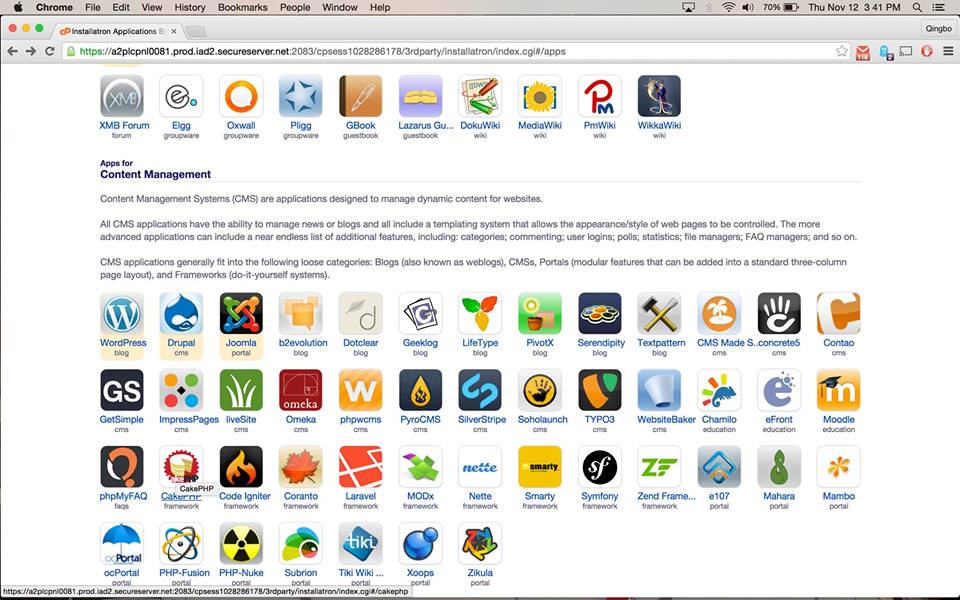 Chrome File Edit View History Bookmarks People Window Help 70% Thu Nov 12 3:41 PM
Installatron Applications B
Qingbo
https://a2plcpnl0081.prod.iad2.secureserver.net:2083/cpsess1028286178/3rdparty/installatron/index.cgi#/apps
XMB
XMB Forum Elgg Oxwall Pligg GBook Lazarus Gu... DokuWiki MediaWiki PmWiki WikkaWiki
forum groupware groupware groupware guestbook guestbook wiki wiki wiki wiki
Apps for
Content Management
Content Management Systems (CMS) are applications designed to manage dynamic content for websites.
All CMS applications have the ability to manage news or blogs and all include a templating system that allows the appearance/style of web pages to be controlled. The more
advanced applications can include a near endless list of additional features, including: categories; commenting; user logins; polls; statistics; file managers; FAQ managers; and so on.
CMS applications generally fit into the following loose categories: Blogs (also known as weblogs), CMSs, Portals (modular features that can be added into a standard three-column
page layout), and Frameworks (do-it-yourself systems).
WordPress Drupal Joomla b2evolution Dotclear Geeklog LifeType PivotX Serendipity Textpattern CMS Made S... concrete5 Contao
blog cms portal blog blog blog blog blog blog blog cms cms cms
GS omeka
GetSimple ImpressPages liveSite Omeka phpwcms PyroCMS SilverStripe Soholaunch TYPO3 WebsiteBaker Chamilo eFront Moodle
cms cms cms cms cms cms cms cms cms cms education education education
nette smarty ZF
phpMyFAQ CakePHP Code Igniter Coranto Laravel MODx Nette Smarty Symfony Zend Frame... e107 Mahara Mambo
CakePHP
faqs framework framework framework framework framework framework framework framework framework portal portal portal
ocPortal tiki
ocPortal PHP-Fusion PHP-Nuke Subrion Tiki Wiki ... Xoops Zikula
portal portal portal portal portal portal portal
https://a2plcpnl0081.prod.iad2.secureserver.net:2083/cpsess1028286178/3rdparty/installatron/index.cgi#/cakephp